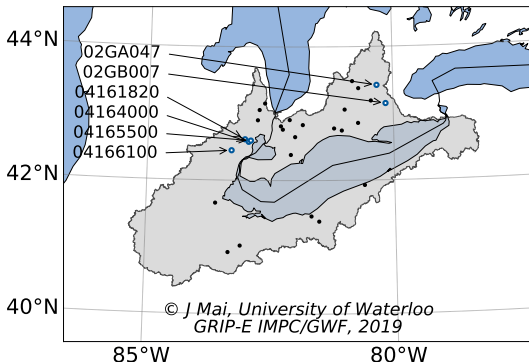 44°N
02GA047
02GB007
04161820
04164000
04165500
04166100
42°N
40°N
© J Mai, University of Waterloo
GRIP-E IMPC/GWF, 2019
85°W
80°W